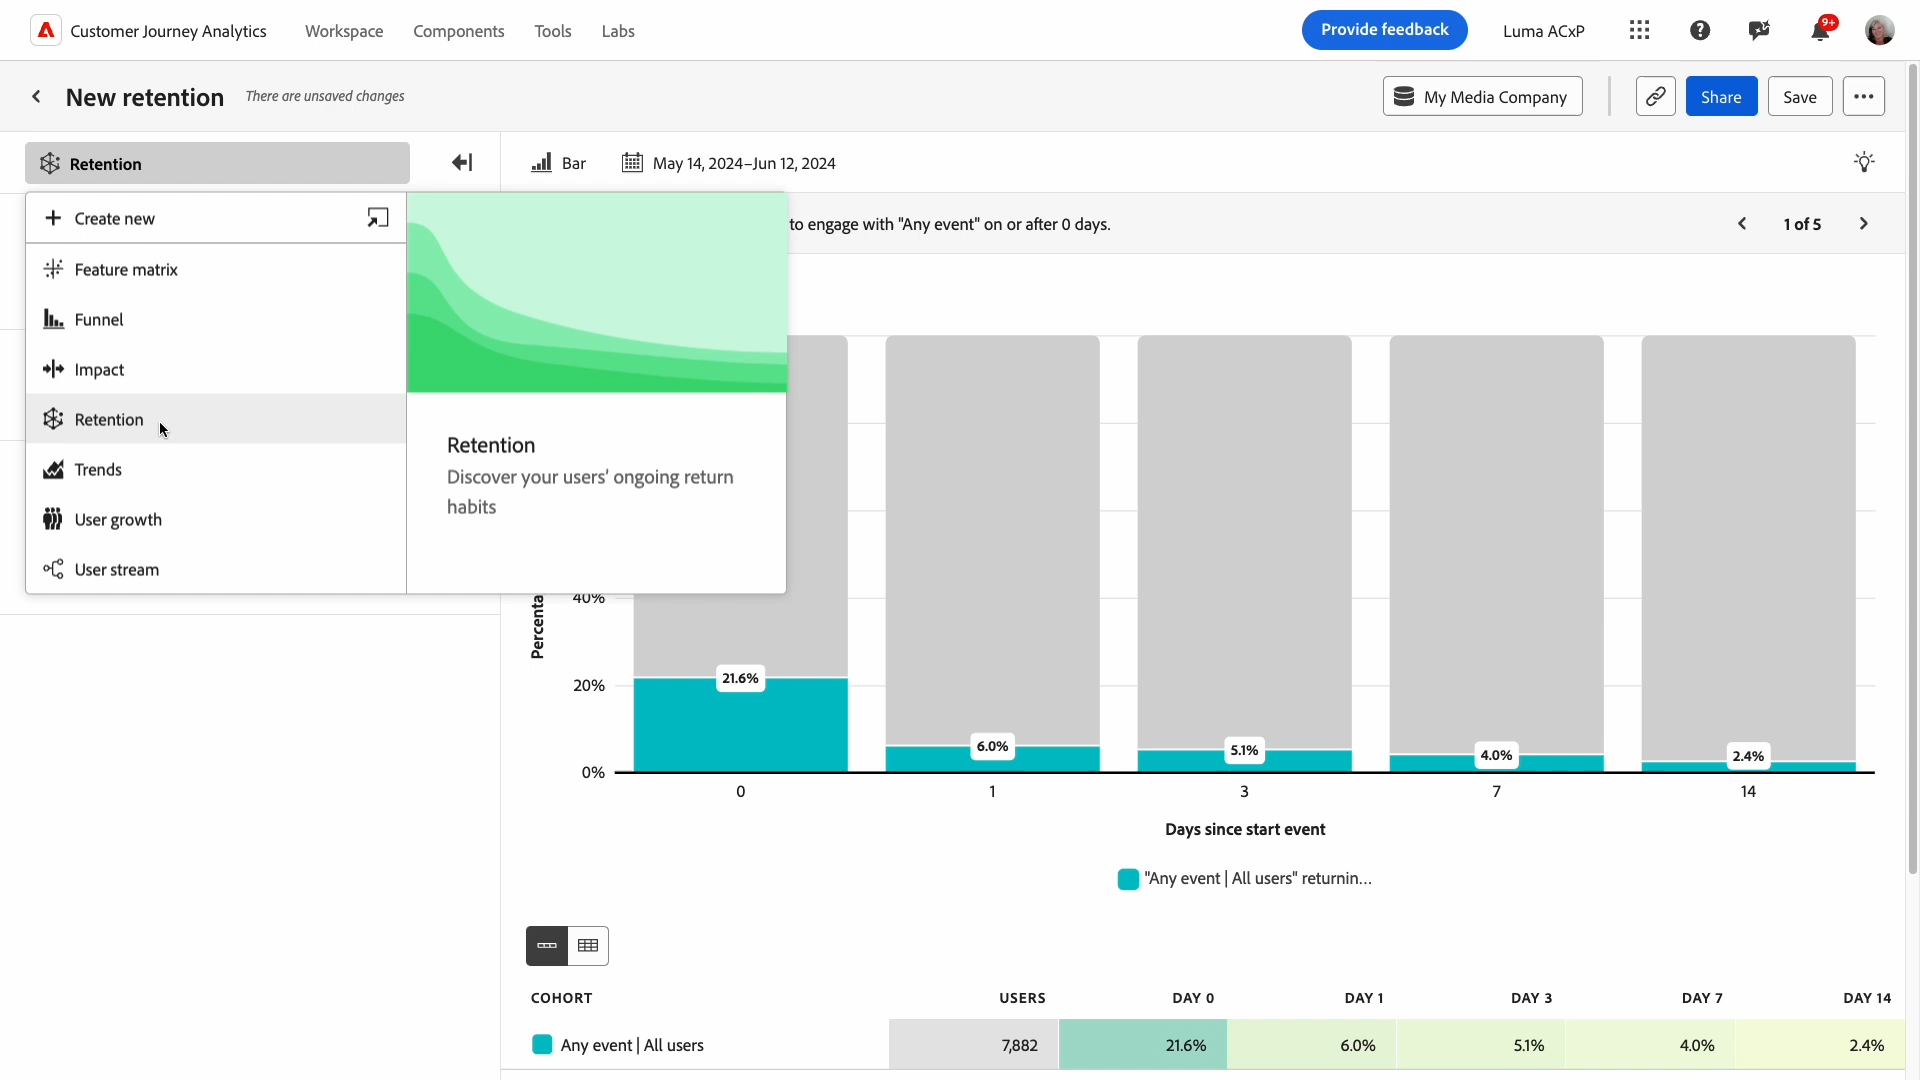 Customer Journey Analytics
Workspace
Components
Tools
Labs
Provide feedback
Luma ACxP
9+
New retention
There are unsaved changes
My Media Company
Share
Save
Retention
Bar
May 14, 2024–Jun 12, 2024
Create new
to engage with "Any event" on or after 0 days.
1 of 5
Feature matrix
Funnel
Impact
Retention
Trends
User growth
User stream
Retention
Discover your users' ongoing return
habits
40%
20%
0%
21.6%
6.0%
5.1%
4.0%
2.4%
0
1
3
7
14
Days since start event
"Any event | All users" returnin...
COHORT
USERS
DAY 0
DAY 1
DAY 3
DAY 7
DAY 14
Any event | All users
7,882
21.6%
6.0%
5.1%
4.0%
2.4%